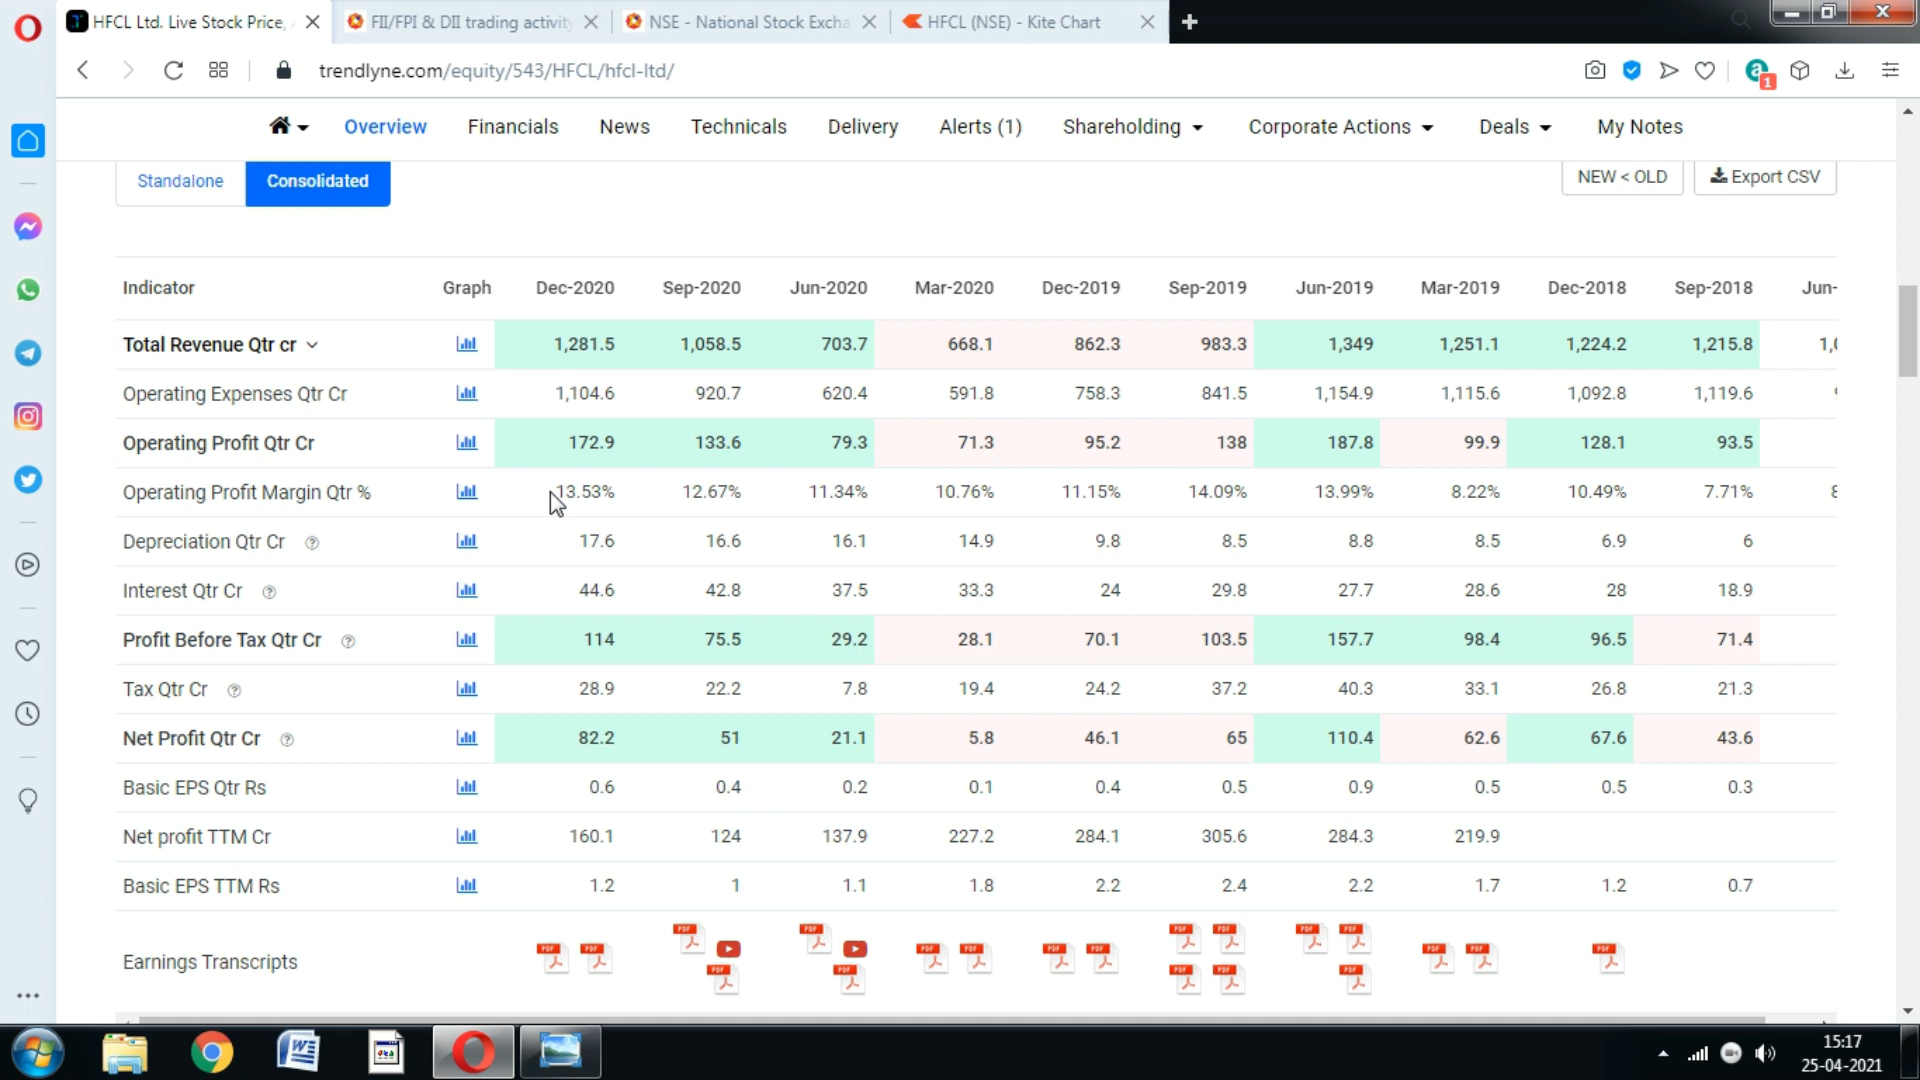 HFCL Ltd. Live Stock Price,
FII/FPI & DII trading activity
NSE - National Stock Excha
HFCL (NSE) - Kite Chart
trendlyne.com/equity/543/HFCL/hfcl-ltd/
a 1
Overview Financials News Technicals Delivery Alerts (1) Shareholding Corporate Actions Deals My Notes
Standalone Consolidated NEW < OLD Export CSV
Indicator Graph Dec-2020 Sep-2020 Jun-2020 Mar-2020 Dec-2019 Sep-2019 Jun-2019 Mar-2019 Dec-2018 Sep-2018 Jun-
Total Revenue Qtr cr 1,281.5 1,058.5 703.7 668.1 862.3 983.3 1,349 1,251.1 1,224.2 1,215.8
Operating Expenses Qtr Cr 1,104.6 920.7 620.4 591.8 758.3 841.5 1,154.9 1,115.6 1,092.8 1,119.6
Operating Profit Qtr Cr 172.9 133.6 79.3 71.3 95.2 138 187.8 99.9 128.1 93.5
Operating Profit Margin Qtr % 13.53% 12.67% 11.34% 10.76% 11.15% 14.09% 13.99% 8.22% 10.49% 7.71%
Depreciation Qtr Cr 17.6 16.6 16.1 14.9 9.8 8.5 8.8 8.5 6.9 6
Interest Qtr Cr 44.6 42.8 37.5 33.3 24 29.8 27.7 28.6 28 18.9
Profit Before Tax Qtr Cr 114 75.5 29.2 28.1 70.1 103.5 157.7 98.4 96.5 71.4
Tax Qtr Cr 28.9 22.2 7.8 19.4 24.2 37.2 40.3 33.1 26.8 21.3
Net Profit Qtr Cr 82.2 51 21.1 5.8 46.1 65 110.4 62.6 67.6 43.6
Basic EPS Qtr Rs 0.6 0.4 0.2 0.1 0.4 0.5 0.9 0.5 0.5 0.3
Net profit TTM Cr 160.1 124 137.9 227.2 284.1 305.6 284.3 219.9
Basic EPS TTM Rs 1.2 1 1.1 1.8 2.2 2.4 2.2 1.7 1.2 0.7
Earnings Transcripts
15:17
25-04-2021